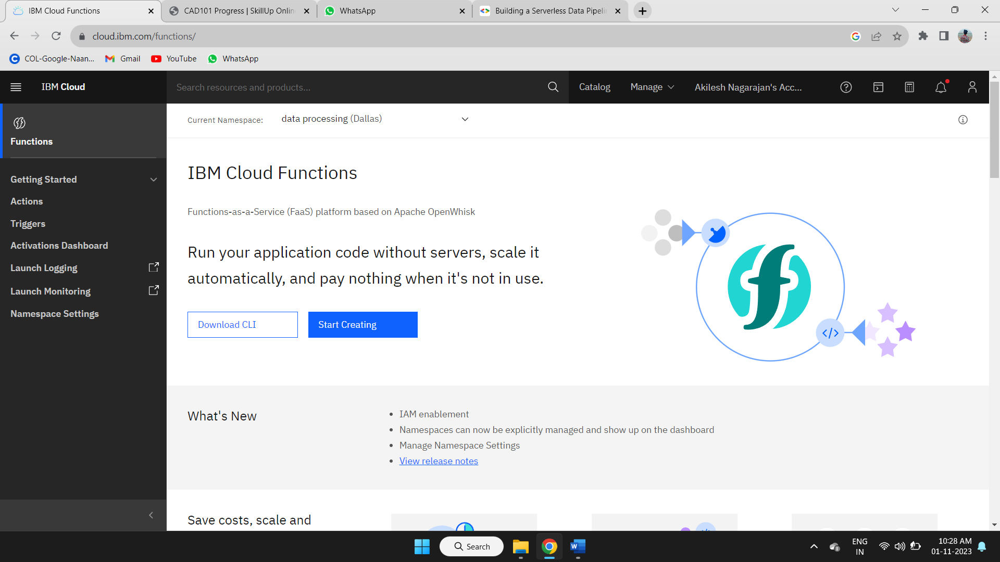 IBM Cloud Functions
CAD101 Progress | SkillUp Onlin
WhatsApp
Building a Serverless Data Pipeli
cloud.ibm.com/functions/
COL-Google-Naan...
Gmail
YouTube
WhatsApp
IBM Cloud
Search resources and products...
Catalog
Manage
Akilesh Nagarajan's Acc...
Functions
Getting Started
Actions
Triggers
Activations Dashboard
Launch Logging
Launch Monitoring
Namespace Settings
Current Namespace:
data processing (Dallas)
IBM Cloud Functions
Functions-as-a-Service (FaaS) platform based on Apache OpenWhisk
Run your application code without servers, scale it
automatically, and pay nothing when it's not in use.
Download CLI
Start Creating
What's New
IAM enablement
Namespaces can now be explicitly managed and show up on the dashboard
Manage Namespace Settings
View release notes
Save costs, scale and
Search
ENG
IN
10:28 AM
01-11-2023